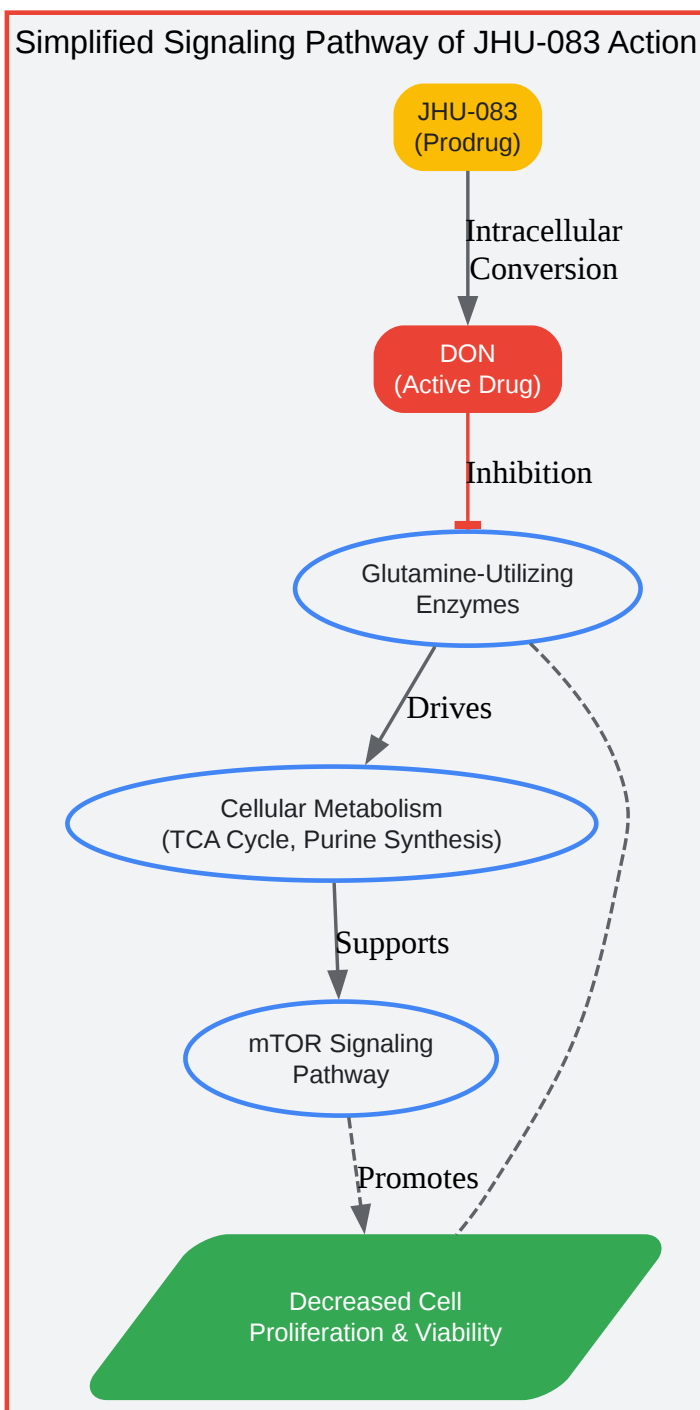 Simplified Signaling Pathway of JHU-083 Action
JHU-083
(Prodrug)
Intracellular
Conversion
DON
(Active Drug)
Inhibition
Glutamine-Utilizing
Enzymes
Drives
Cellular Metabolism
(TCA Cycle, Purine Synthesis)
Supports
mTOR Signaling
Pathway
Promotes
Decreased Cell
Proliferation & Viability